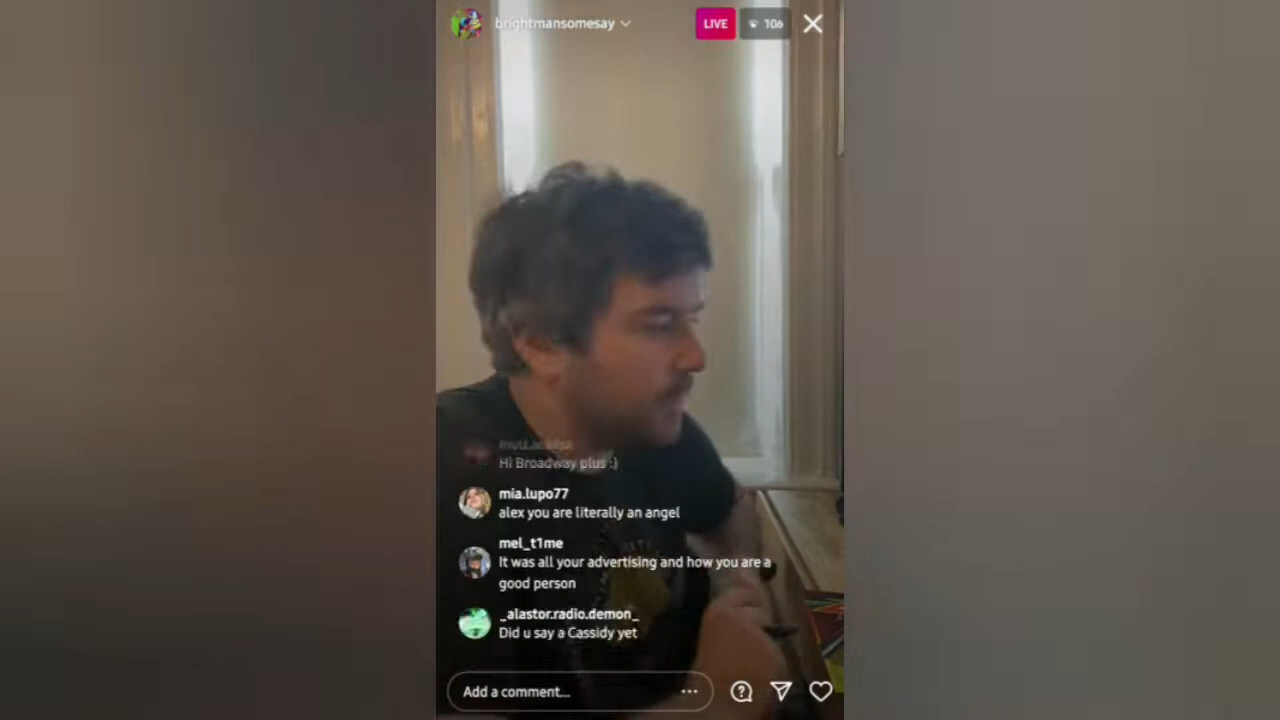 brightmansomesay
LIVE
106
Hi Broadway plus :)
mia.lupo77
alex you are literally an angel
mel_t1me
It was all your advertising and how you are a
good person
_alastor.radio.demon_
Did u say a Cassidy yet
Add a comment...